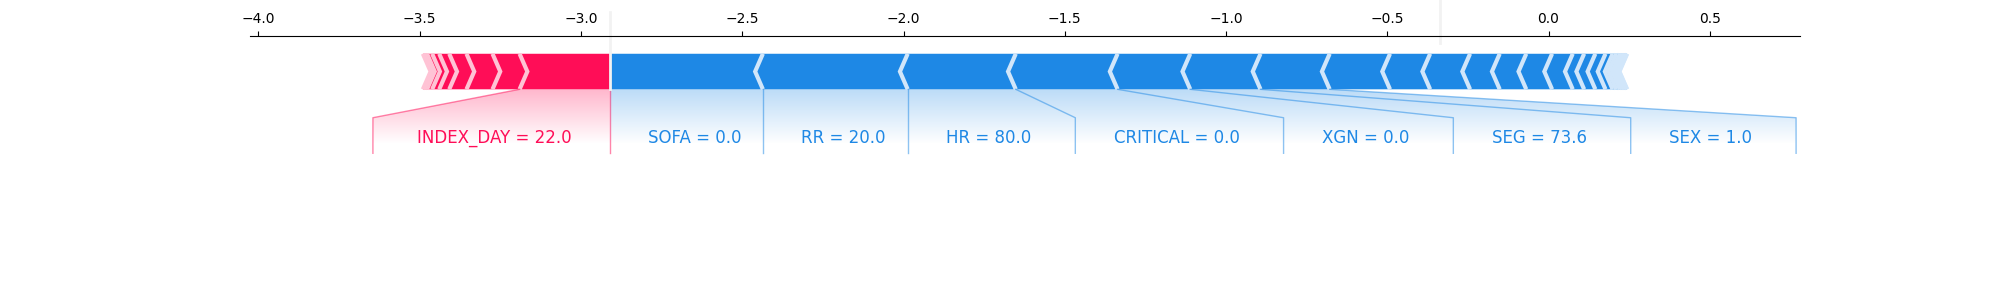 −4.0 −3.5 −3.0 −2.5 −2.0 −1.5 −1.0 −0.5 0.0 0.5
INDEX_DAY = 22.0 SOFA = 0.0 RR = 20.0 HR = 80.0 CRITICAL = 0.0 XGN = 0.0 SEG = 73.6 SEX = 1.0